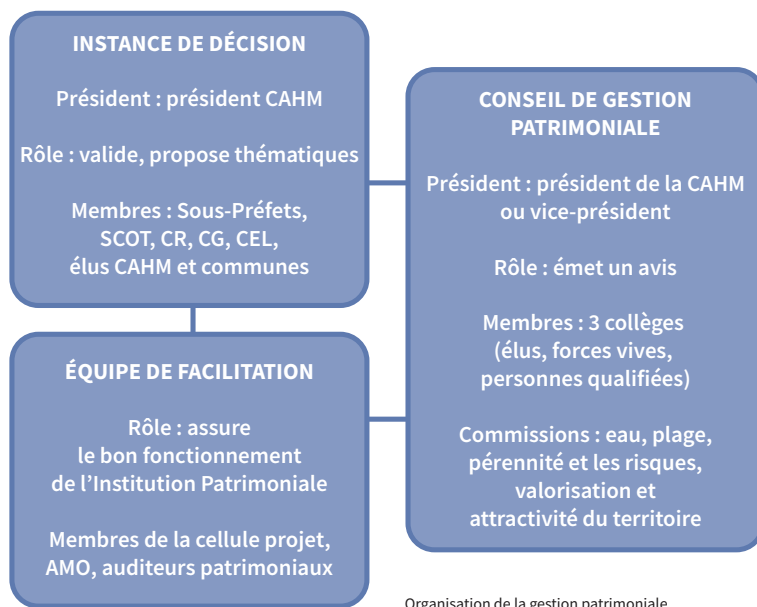 INSTANCE DE DÉCISION
Président : président CAHM
Rôle : valide, propose thématiques
Membres : Sous-Préfets,
SCOT, CR, CG, CEL,
élus CAHM et communes
ÉQUIPE DE FACILITATION
Rôle : assure
le bon fonctionnement
de l’Institution Patrimoniale
Membres de la cellule projet,
AMO, auditeurs patrimoniaux
CONSEIL DE GESTION
PATRIMONIALE
Président : président de la CAHM
ou vice-président
Rôle : émet un avis
Membres : 3 collèges
(élus, forces vives,
personnes qualifiées)
Commissions : eau, plage,
pérennité et les risques,
valorisation et
attractivité du territoire
Organisation de la gestion patrimoniale